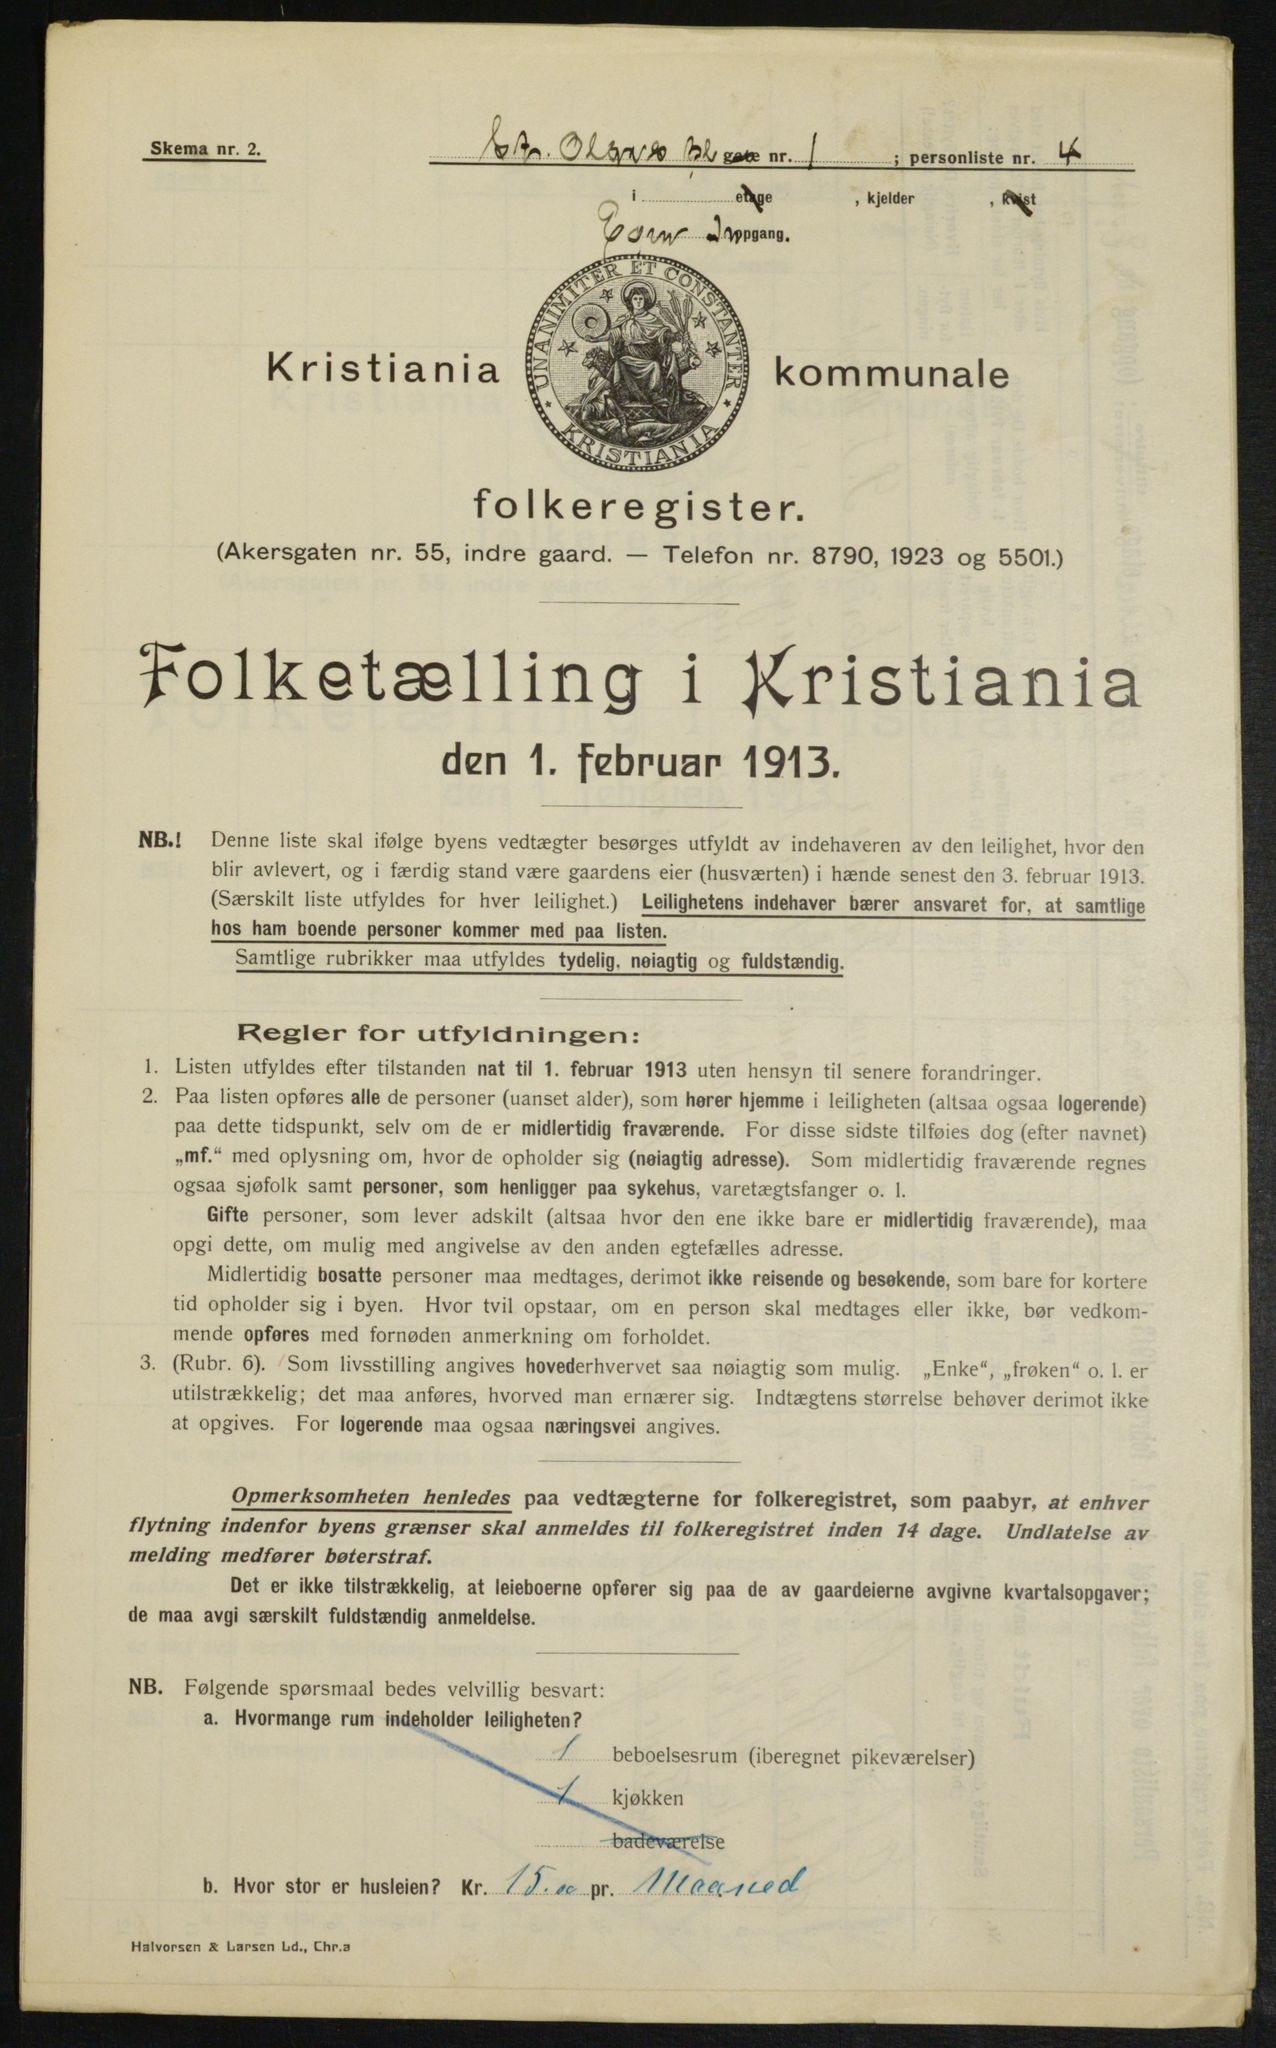 Skema nr. 2.
St. Olavs pl gate nr. 1 ; personliste nr. 4
i etage , kjelder , kvist
Egen Inopgang.
UNANIMITER ET CONSTANTER
KRISTIANIA
Kristiania kommunale
folkeregister.
(Akersgaten nr. 55, indre gaard. — Telefon nr. 8790, 1923 og 5501.)
Folketælling i Kristiania
den 1. februar 1913.
NB.! Denne liste skal ifølge byens vedtægter besørges utfyldt av indehaveren av den leilighet, hvor den
blir avlevert, og i færdig stand være gaardens eier (husværten) i hænde senest den 3. februar 1913.
(Særskilt liste utfyldes for hver leilighet.) Leilighetens indehaver bærer ansvaret for, at samtlige
hos ham boende personer kommer med paa listen.
Samtlige rubrikker maa utfyldes tydelig, nøiagtig og fuldstændig.
Regler for utfyldningen:
1. Listen utfyldes efter tilstanden nat til 1. februar 1913 uten hensyn til senere forandringer.
2. Paa listen opføres alle de personer (uanset alder), som hører hjemme i leiligheten (altsaa ogsaa logerende)
paa dette tidspunkt, selv om de er midlertidig fraværende. For disse sidste tilføies dog (efter navnet)
„mf.“ med oplysning om, hvor de opholder sig (nøiagtig adresse). Som midlertidig fraværende regnes
ogsaa sjøfolk samt personer, som henligger paa sykehus, varetægtsfanger o. l.
Gifte personer, som lever adskilt (altsaa hvor den ene ikke bare er midlertidig fraværende), maa
opgi dette, om mulig med angivelse av den anden egtefælles adresse.
Midlertidig bosatte personer maa medtages, derimot ikke reisende og besøkende, som bare for kortere
tid opholder sig i byen. Hvor tvil opstaar, om en person skal medtages eller ikke, bør vedkom-
mende opføres med fornøden anmerkning om forholdet.
3. (Rubr. 6). Som livsstilling angives hovederhvervet saa nøiagtig som mulig. „Enke“, „frøken“ o. l. er
utilstrækkelig; det maa anføres, hvorved man ernærer sig. Indtægtens størrelse behøver derimot ikke
at opgives. For logerende maa ogsaa næringsvei angives.
Opmerksomheten henledes paa vedtægterne for folkeregistret, som paabyr, at enhver
flytning indenfor byens grænser skal anmeldes til folkeregistret inden 14 dage. Undlatelse av
melding medfører bøterstraf.
Det er ikke tilstrækkelig, at leieboerne opfører sig paa de av gaardeierne avgivne kvartalsopgaver;
de maa avgi særskilt fuldstændig anmeldelse.
NB. Følgende spørsmaal bedes velvillig besvart:
a. Hvormange rum indeholder leiligheten?
1 beboelsesrum (iberegnet pikeværelser)
1 kjøkken
badeværelse
b. Hvor stor er husleien? Kr. 15.00 pr. Maaned
Halvorsen & Larsen Ld., Chr.a